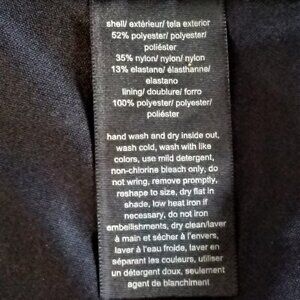 shell/ extérieur/ tela exterior
52% polyester/ polyester/
poliéster
35% nylon/ nylon/ nylon
13% elastane/ élasthanne/
elastano
lining/ doublure/ forro
100% polyester/ polyester/
poliéster
hand wash and dry inside out,
wash cold, wash with like
colors, use mild detergent,
non-chlorine bleach only, do
not wring, remove promptly,
reshape to size, dry flat in
shade, low heat iron if
necessary, do not iron
embellishments, dry clean/laver
à main et sécher à l'envers,
laver à l'eau froide, laver en
séparant les couleurs, utiliser
un détergent doux, seulement
agent de blanchiment